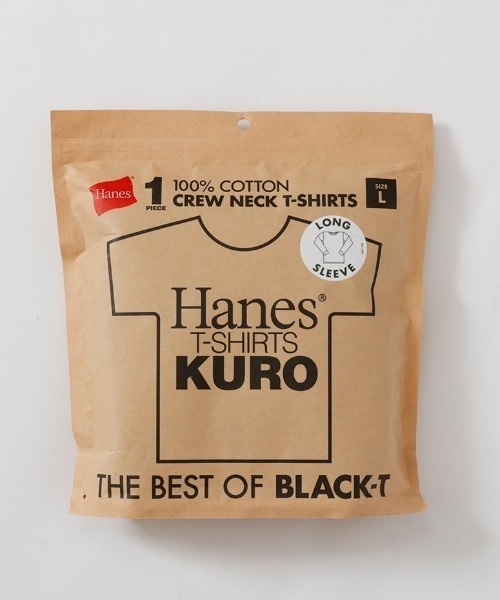 Hanes
1
PIECE
100% COTTON
CREW NECK T-SHIRTS
SIZE
L
LONG
SLEEVE
Hanes®
T-SHIRTS
KURO
. THE BEST OF BLACK-T